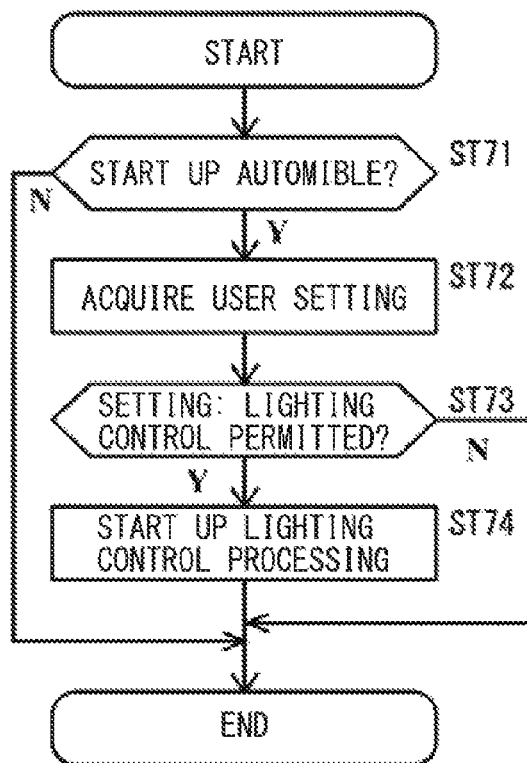 START
START UP AUTOMIBLE?
ST71
N
Y
ACQUIRE USER SETTING
ST72
SETTING: LIGHTING
CONTROL PERMITTED?
ST73
N
Y
START UP LIGHTING
CONTROL PROCESSING
ST74
END